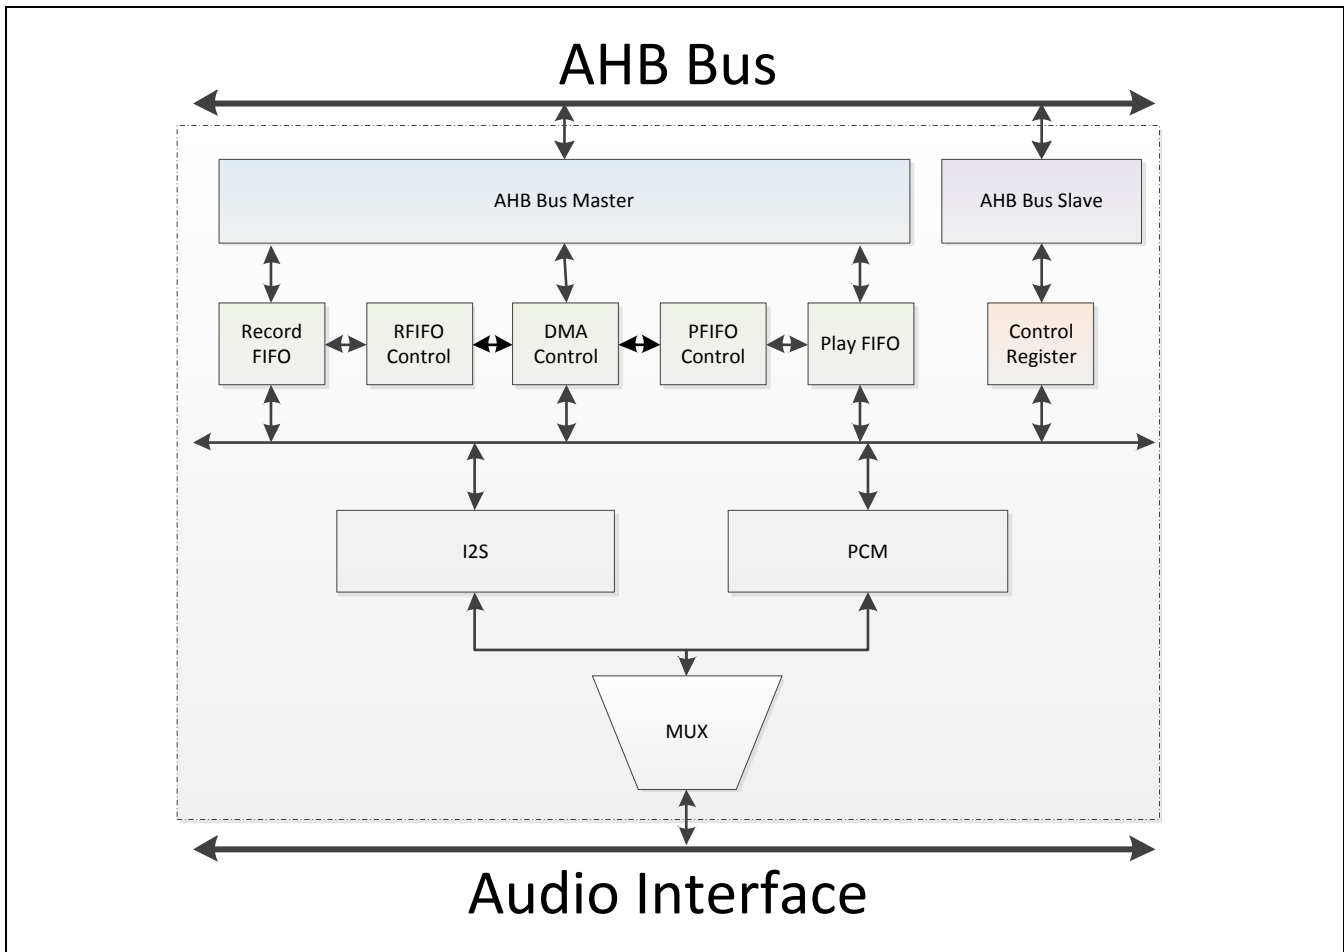 AHB Bus
AHB Bus Master
AHB Bus Slave
Record
FIFO
RFIFO
Control
DMA
Control
PFIFO
Control
Play FIFO
Control
Register
I2S
PCM
MUX
Audio Interface